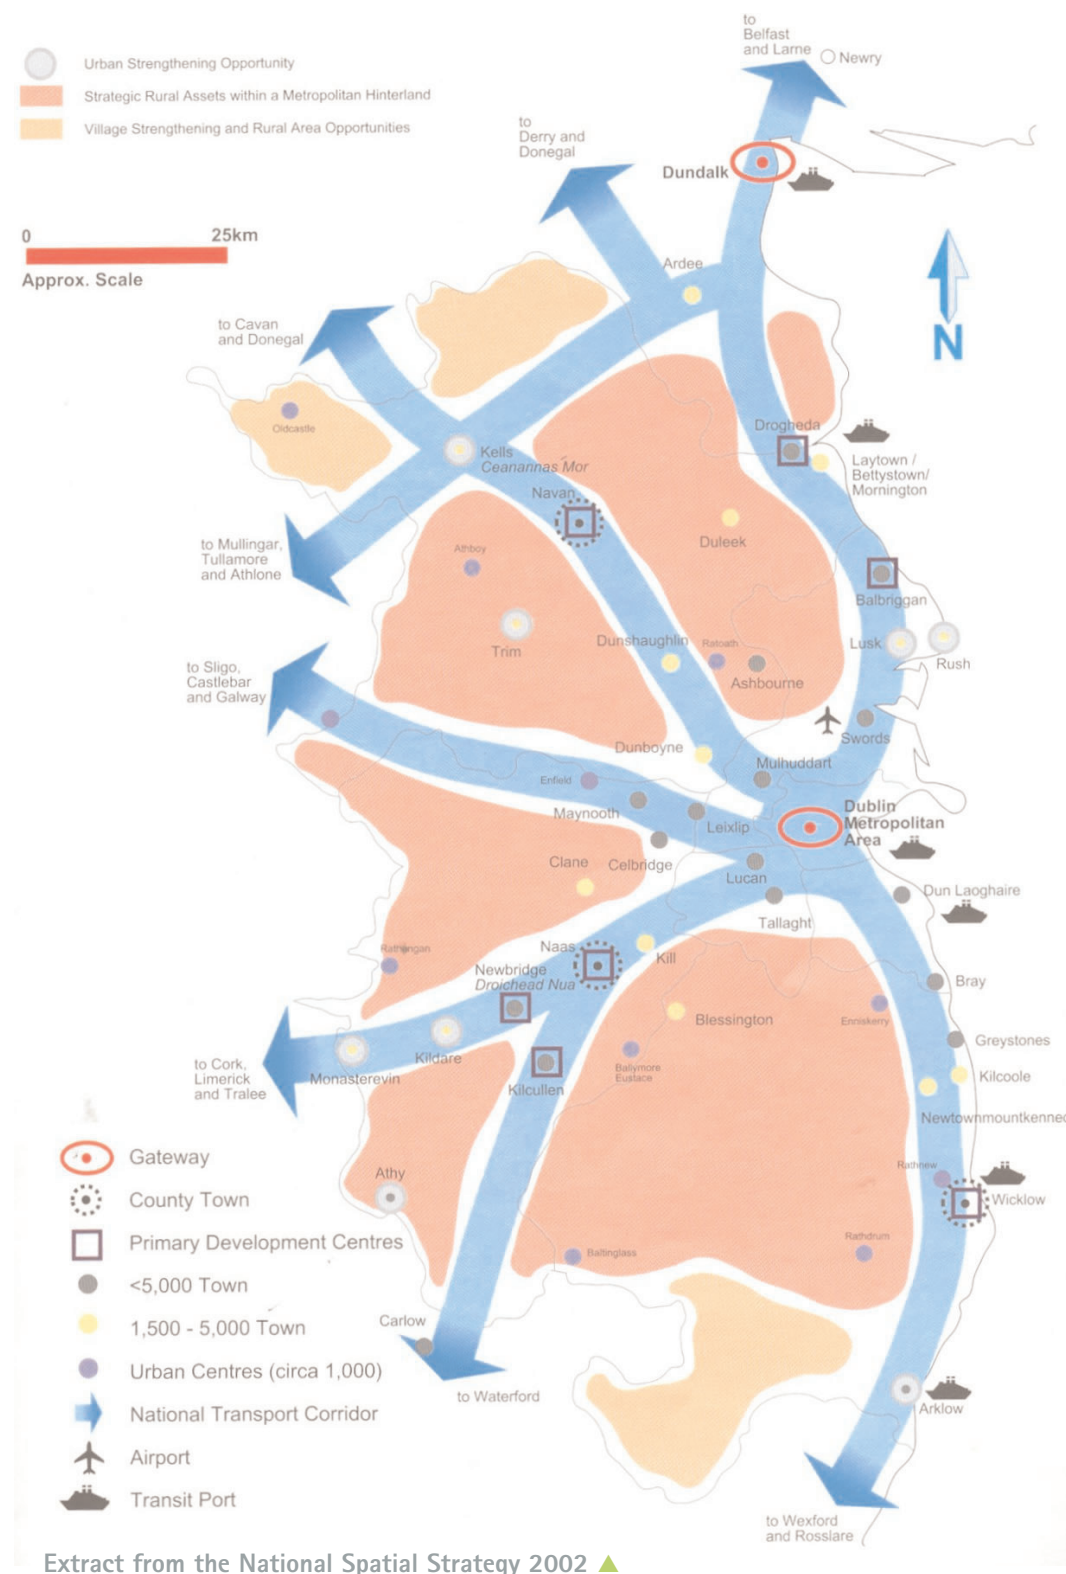 to
Belfast
and Larne
Newry
Urban Strengthening Opportunity
Strategic Rural Assets within a Metropolitan Hinterland
Village Strengthening and Rural Area Opportunities
to
Derry and
Donegal
Dundalk
0 25km
Approx. Scale
Ardee
N
to Cavan
and Donegal
Oldcastle
Kells
Ceanannas Mor
Drogheda
Laytown /
Bettystown/
Mornington
Navan
Duleek
to Mullingar,
Tullamore
and Athlone
Athboy
Balbriggan
Trim
Dunshaughlin
Ratoath
Ashbourne
Lusk
Rush
to Sligo,
Castlebar
and Galway
Swords
Dunboyne
Mulhuddart
Enfield
Maynooth
Leixlip
Dublin
Metropolitan
Area
Clane
Celbridge
Lucan
Dun Laoghaire
Tallaght
Rathangan
Naas
Kill
Newbridge
Droichead Nua
Bray
Blessington
Enniskerry
Greystones
to Cork,
Limerick
and Tralee
Monasterevin
Kildare
Kilcullen
Ballymore
Eustace
Kilcoole
Newtownmountkenned
Athy
Rathnew
Wicklow
Rathdrum
Baltinglass
Carlow
to Waterford
Arklow
to Wexford
and Rosslare
Gateway
County Town
Primary Development Centres
<5,000 Town
1,500 - 5,000 Town
Urban Centres (circa 1,000)
National Transport Corridor
Airport
Transit Port
Extract from the National Spatial Strategy 2002